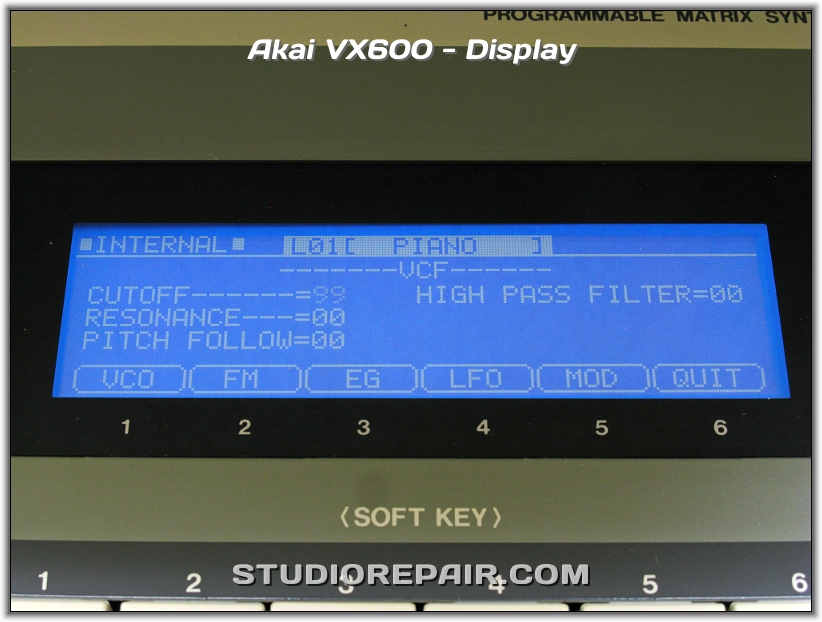 PROGRAMMABLE MATRIX SYN
Akai VX600 - Display
■INTERNAL■ L01[ PIANO ]
-------VCF------
CUTOFF------=99 HIGH PASS FILTER=00
RESONANCE---=00
PITCH FOLLOW=00
VCO FM EG LFO MOD QUIT
1 2 3 4 5 6
〈SOFT KEY〉
STUDIOREPAIR.COM
1 2 3 4 5 6